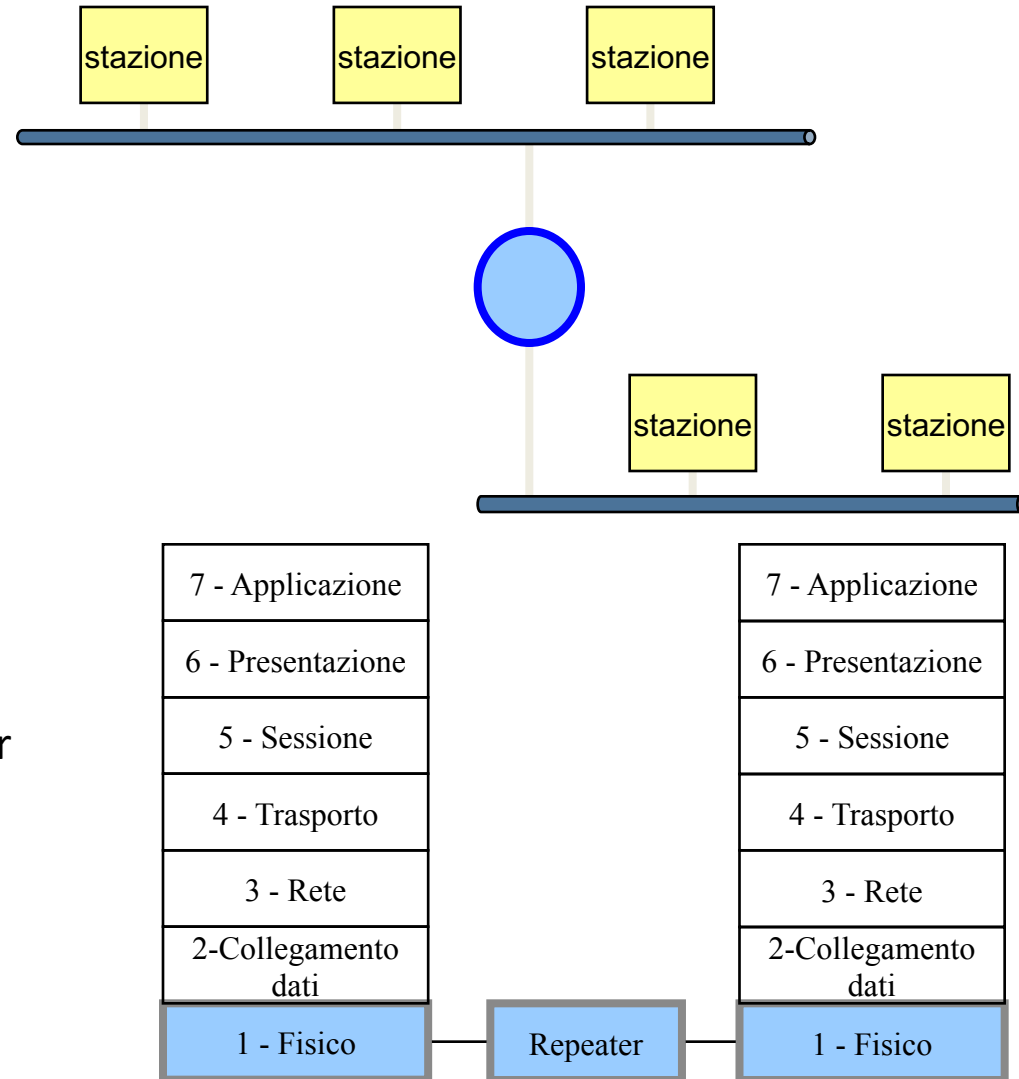 stazione stazione stazione
stazione stazione
7 - Applicazione 7 - Applicazione
6 - Presentazione 6 - Presentazione
r 5 - Sessione 5 - Sessione
4 - Trasporto 4 - Trasporto
3 - Rete 3 - Rete
2-Collegamento 2-Collegamento
dati dati
1 - Fisico Repeater 1 - Fisico